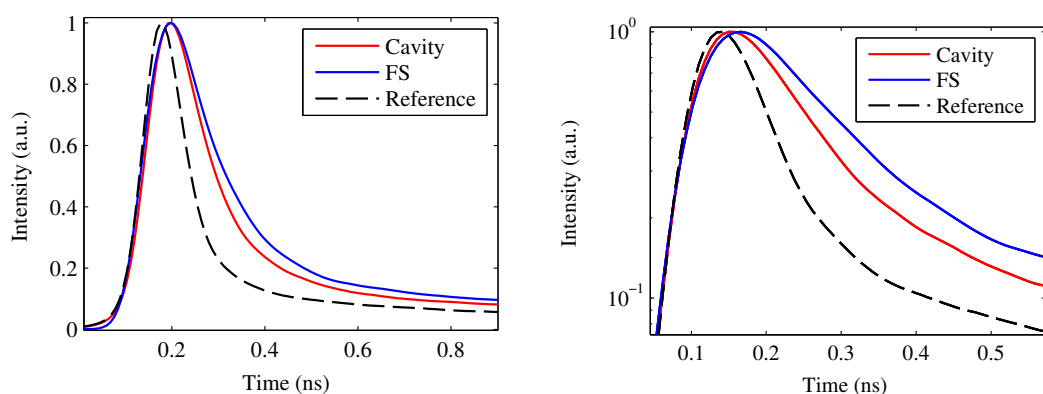 1
0.8
0.6
0.4
0.2
0
Intensity (a.u.)
0.2
0.4
0.6
0.8
Time (ns)
Cavity
FS
Reference
10⁰
10⁻¹
Intensity (a.u.)
0.1
0.2
0.3
0.4
0.5
Time (ns)
Cavity
FS
Reference